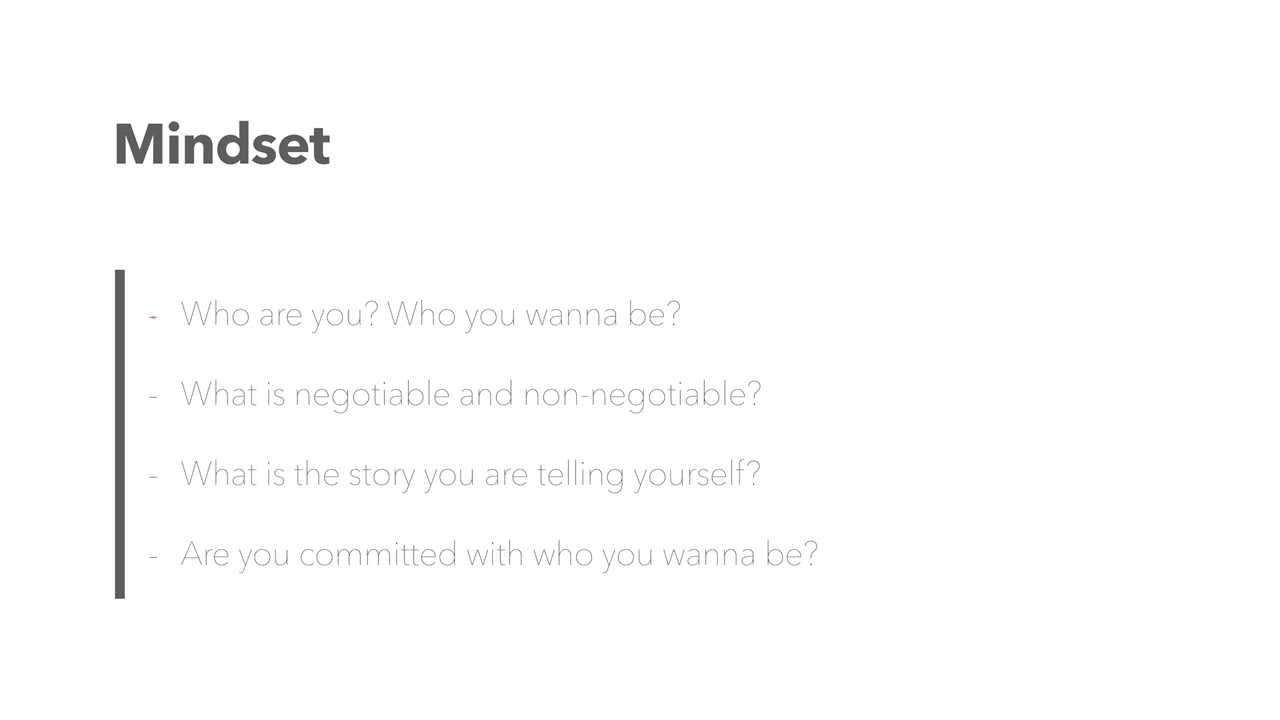 Mindset
- Who are you? Who you wanna be?
- What is negotiable and non-negotiable?
- What is the story you are telling yourself?
- Are you committed with who you wanna be?